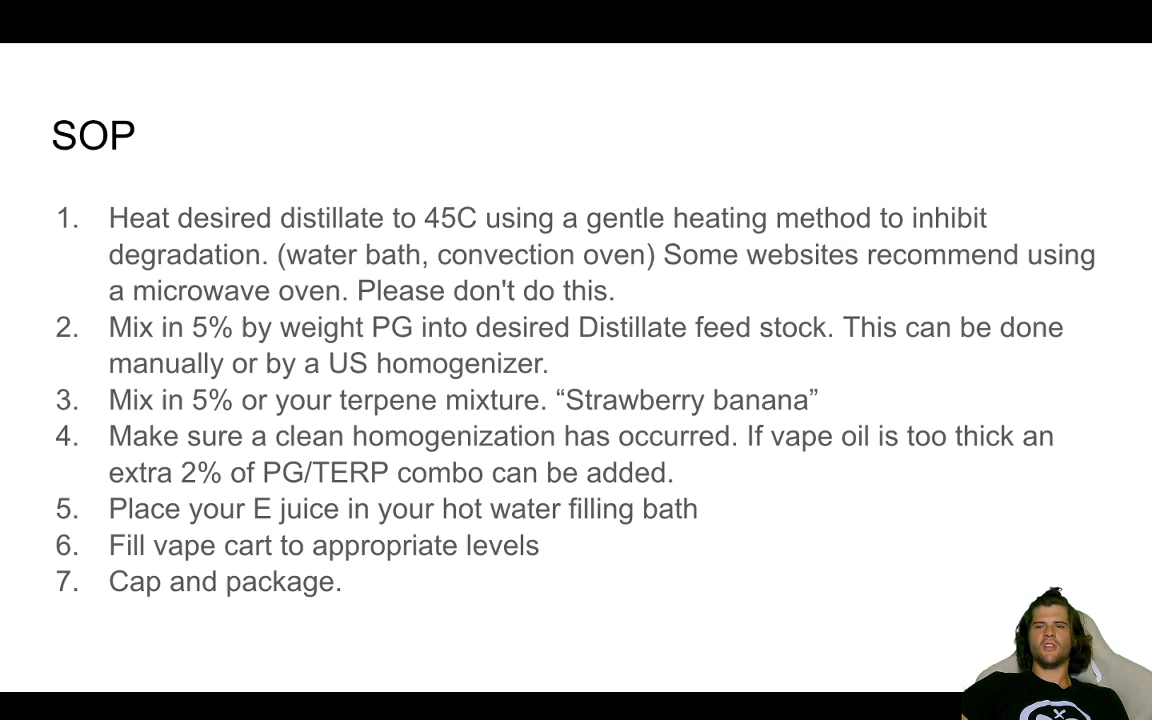 SOP
1. Heat desired distillate to 45C using a gentle heating method to inhibit
degradation. (water bath, convection oven) Some websites recommend using
a microwave oven. Please don't do this.
2. Mix in 5% by weight PG into desired Distillate feed stock. This can be done
manually or by a US homogenizer.
3. Mix in 5% or your terpene mixture. “Strawberry banana”
4. Make sure a clean homogenization has occurred. If vape oil is too thick an
extra 2% of PG/TERP combo can be added.
5. Place your E juice in your hot water filling bath
6. Fill vape cart to appropriate levels
7. Cap and package.